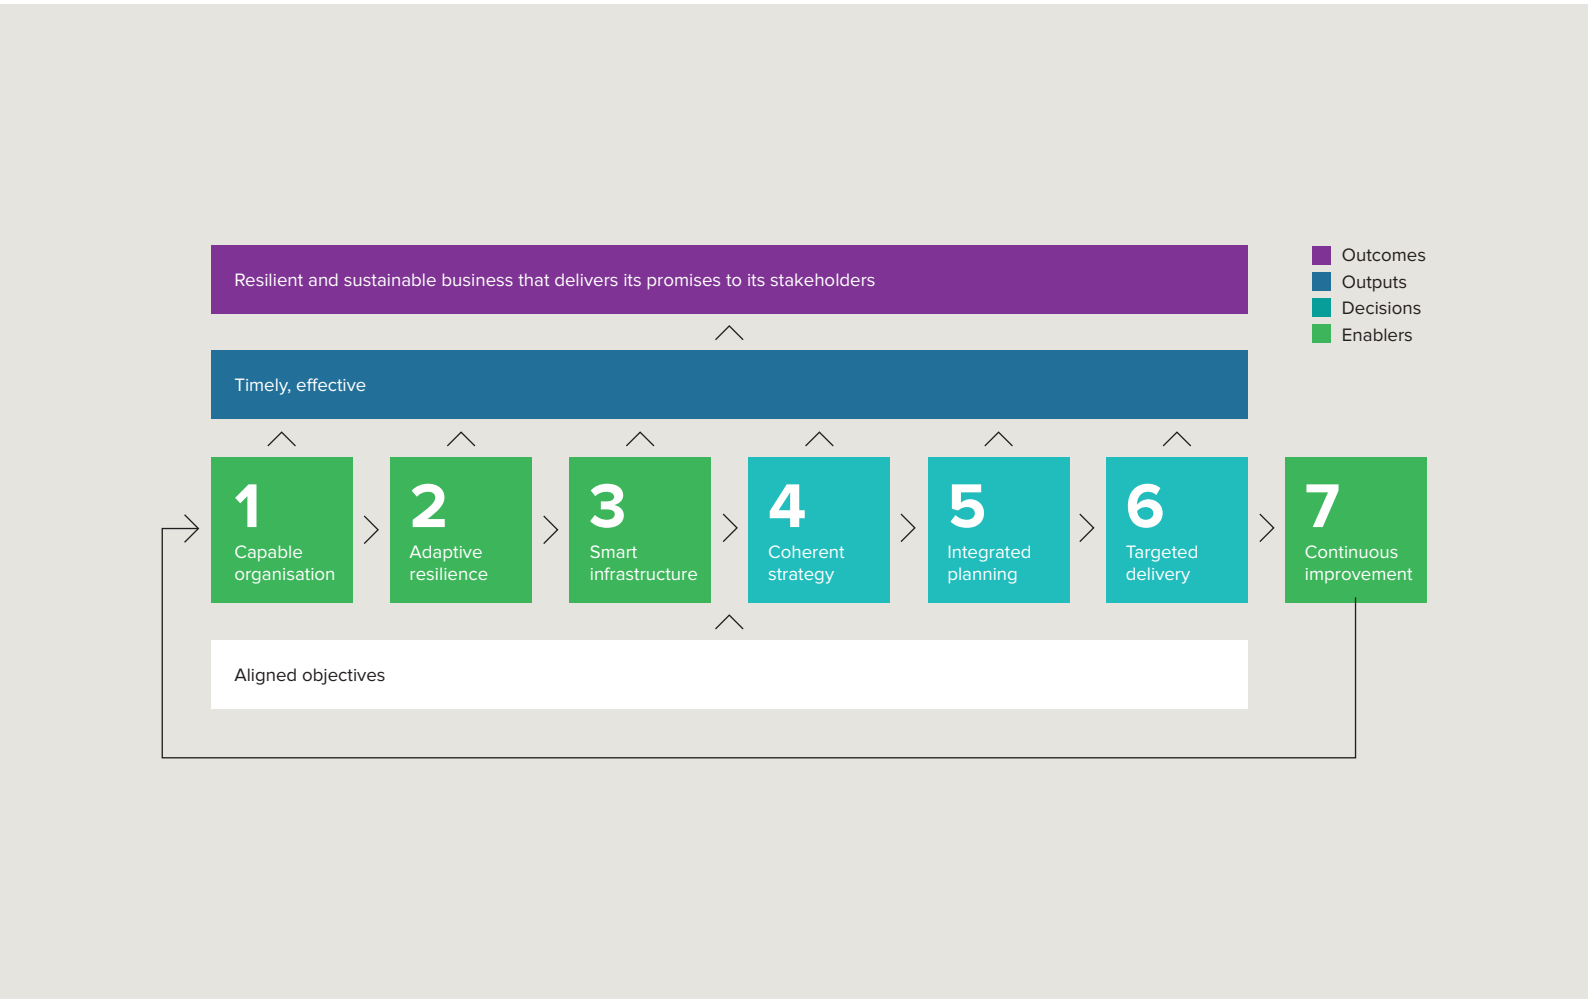 Resilient and sustainable business that delivers its promises to its stakeholders
Outcomes
Outputs
Decisions
Enablers
Timely, effective
1
Capable
organisation
2
Adaptive
resilience
3
Smart
infrastructure
4
Coherent
strategy
5
Integrated
planning
6
Targeted
delivery
7
Continuous
improvement
Aligned objectives